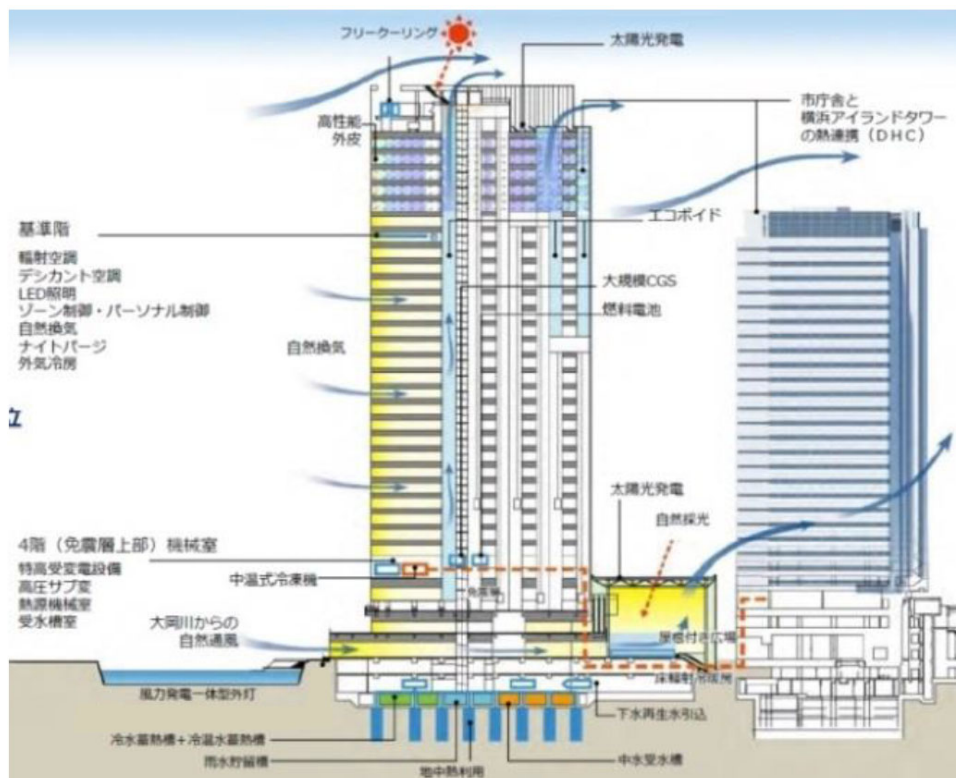 フリークーリング
太陽光発電
高性能
外皮
市庁舎と
横浜アイランドタワー
の熱連携（DHC）
基準階
輻射空調
デシカント空調
LED照明
ゾーン制御・パーソナル制御
自然換気
ナイトパージ
外気冷房
エコボイド
大規模CGS
燃料電池
自然換気
立
太陽光発電
自然採光
4階（免震層上部）機械室
特高受変電設備
高圧サブ変
熱源機械室
受水槽室
中温式冷凍機
免震層
大岡川からの
自然通風
屋根付き広場
床輻射冷暖房
風力発電一体型外灯
下水再生水引込
冷水蓄熱槽＋冷温水蓄熱槽
雨水貯留槽
地中熱利用
中水受水槽